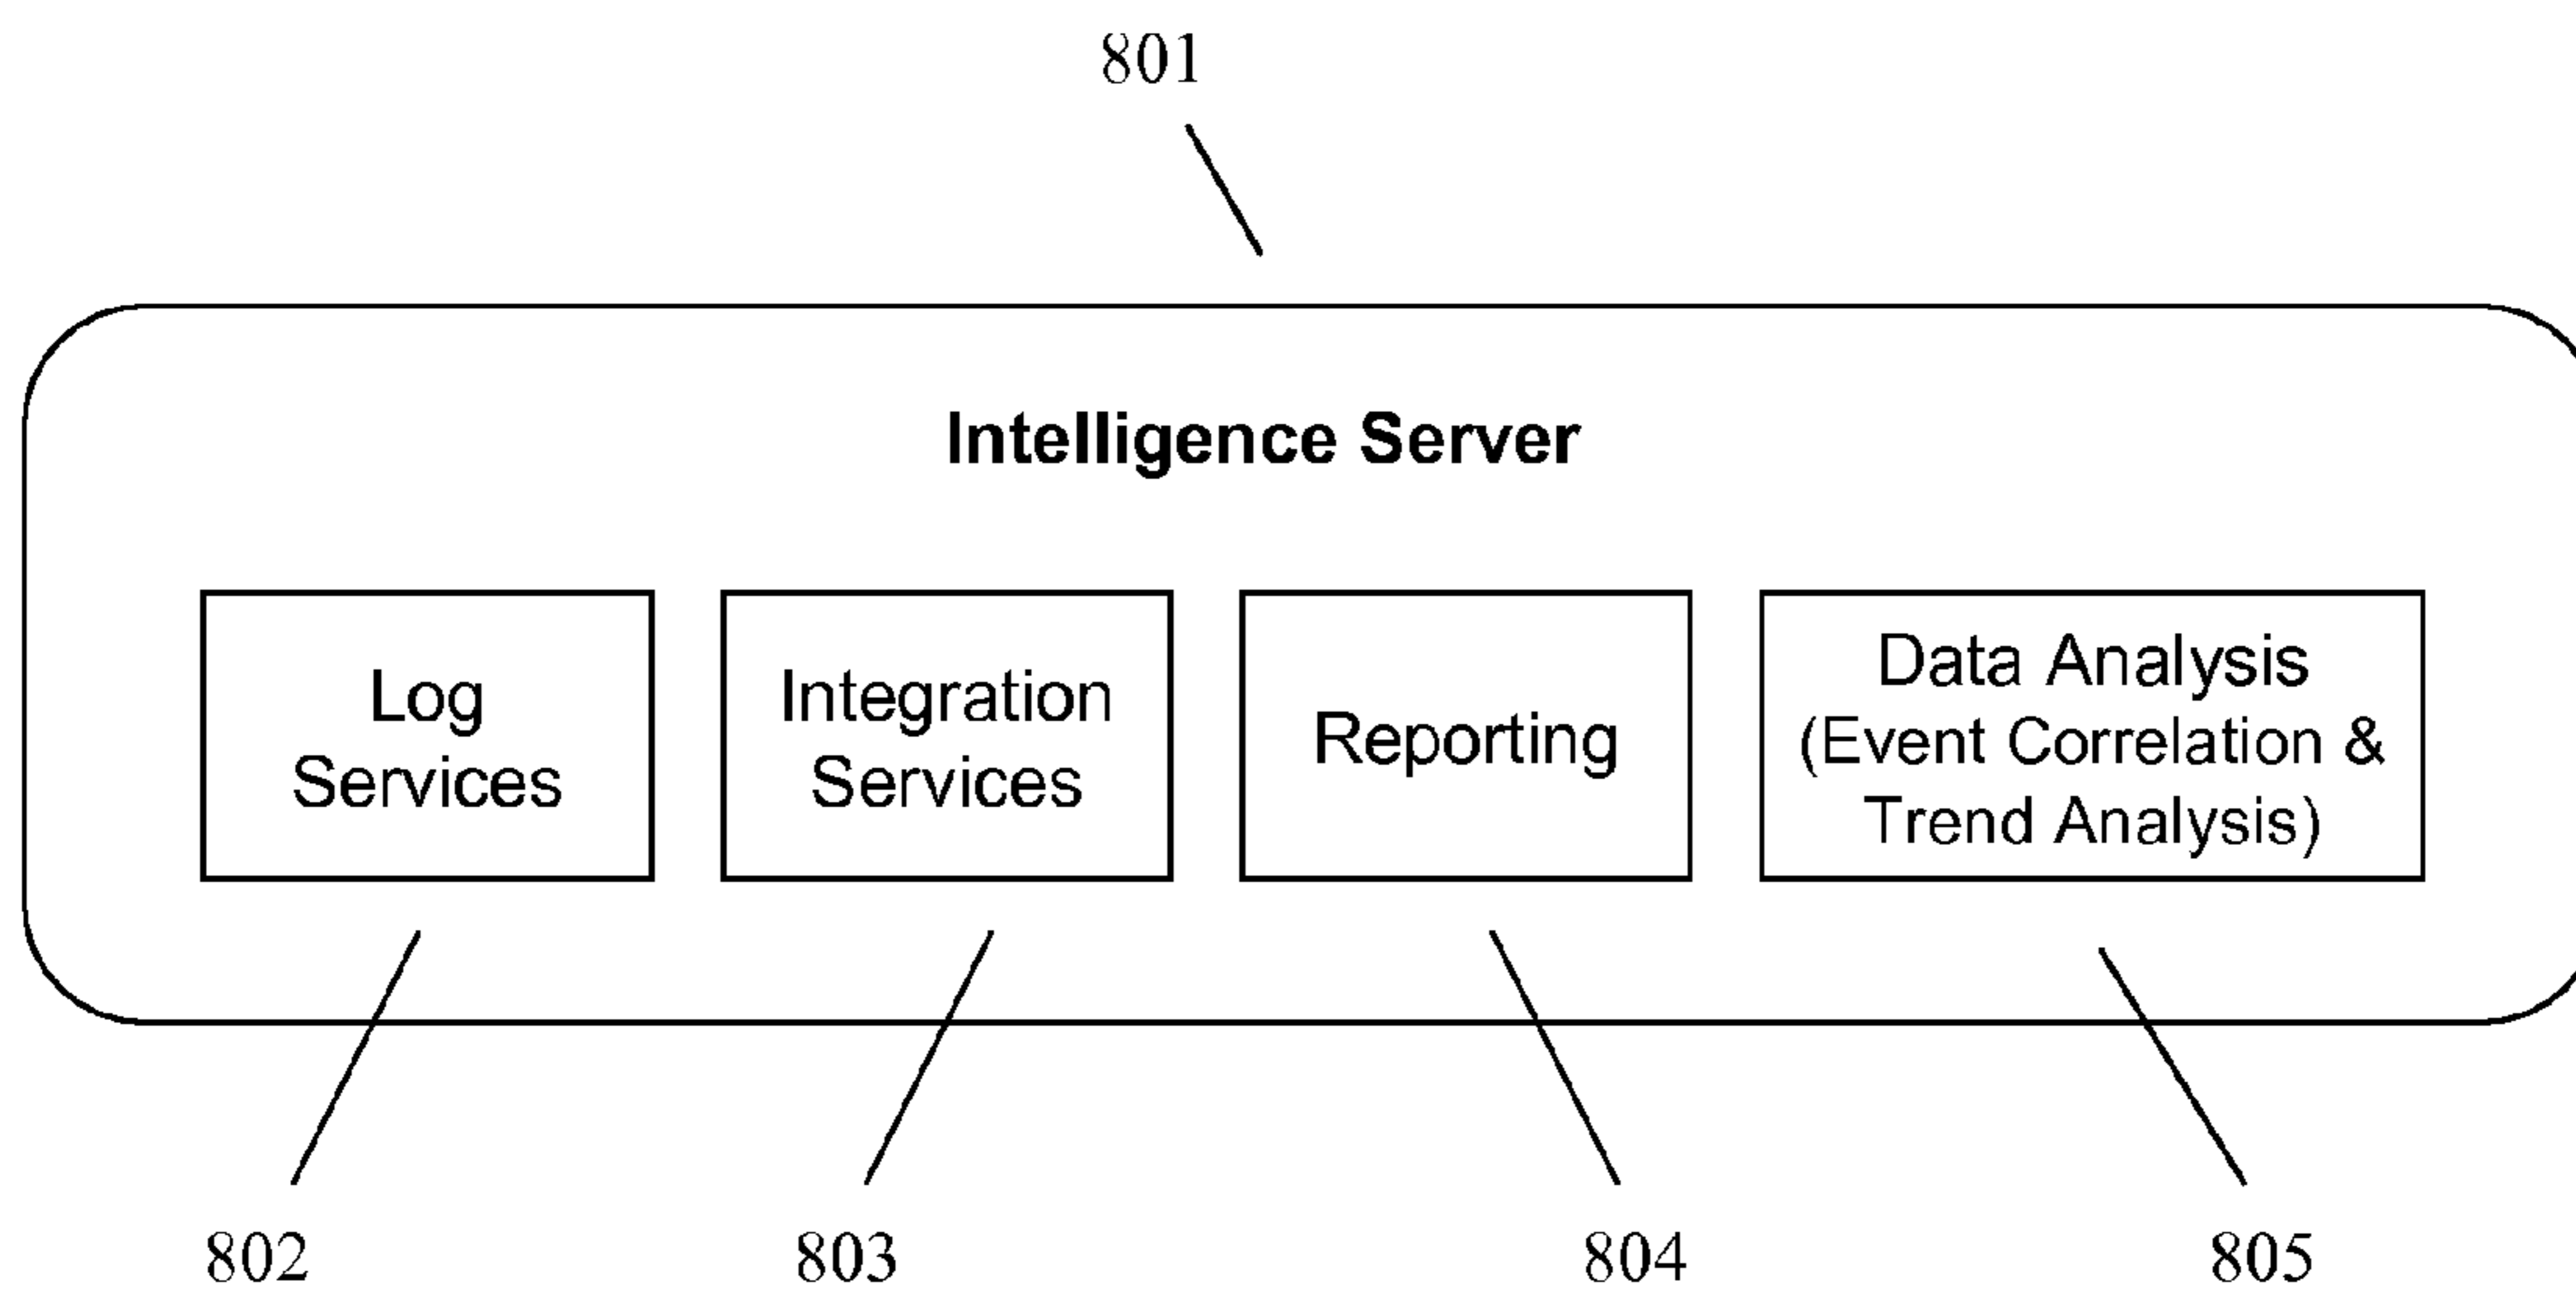 801
Intelligence Server
Log
Services
Integration
Services
Reporting
Data Analysis
(Event Correlation &
Trend Analysis)
802
803
804
805